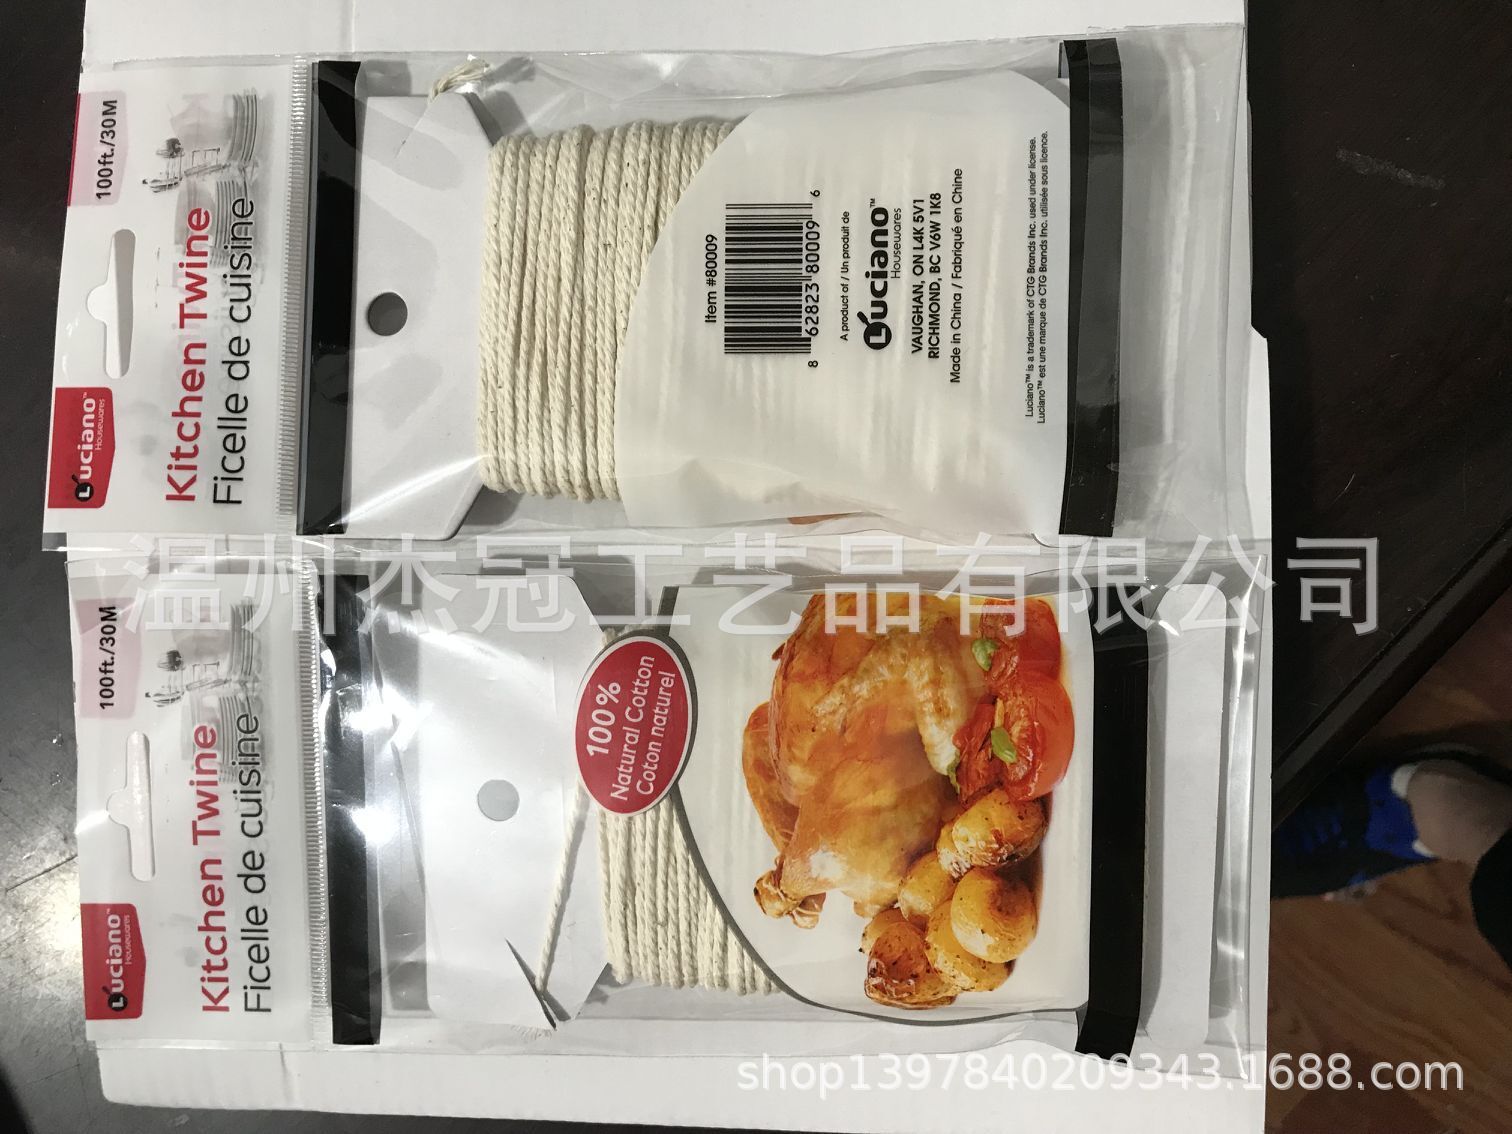 100ft./30M
Luciano™
Housewares
Kitchen Twine
Ficelle de cuisine
Item #80009
8 62823 80009 6
A product of / Un produit de
Luciano™
Housewares
VAUGHAN, ON L4K 5V1
RICHMOND, BC V6W 1K8
Made in China / Fabriqué en Chine
Luciano™ is a trademark of CTG Brands Inc. used under license.
Luciano™ est une marque de CTG Brands Inc. utilisée sous licence.
温州杰冠工艺品有限公司
100ft./30M
Luciano™
Housewares
Kitchen Twine
Ficelle de cuisine
100%
Natural Cotton
Coton naturel
shop1397840209343.1688.com